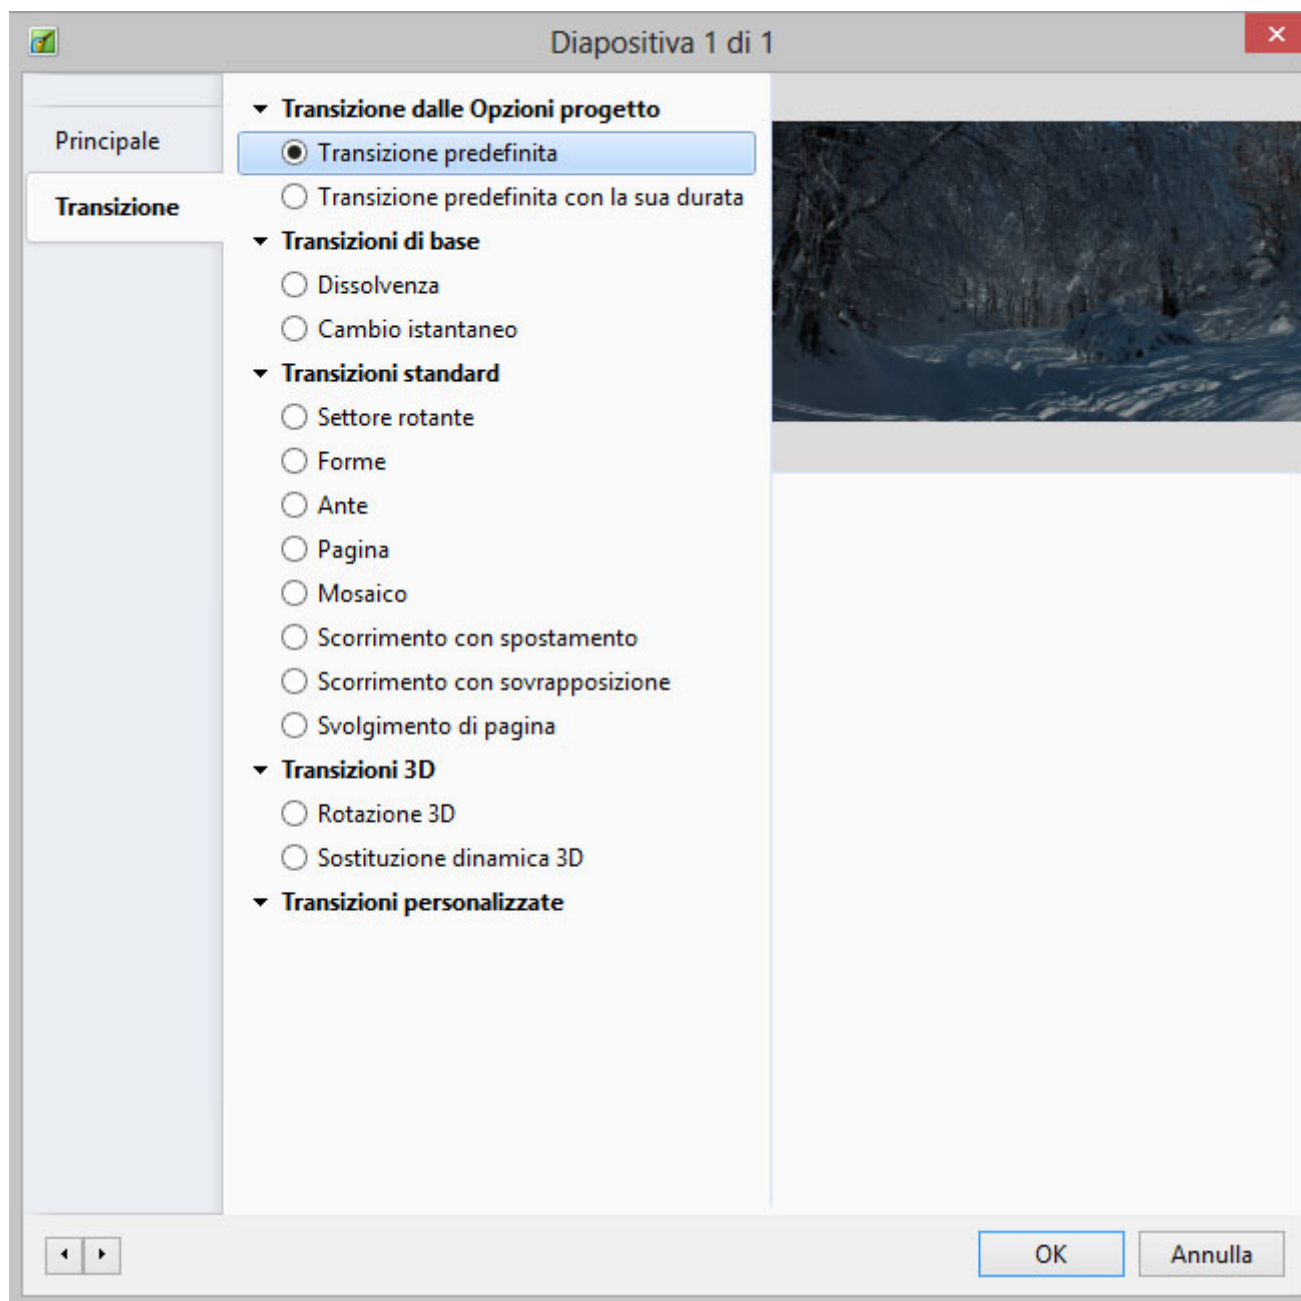 Diapositiva 1 di 1
Principale
Transizione
Transizione dalle Opzioni progetto
Transizione predefinita
Transizione predefinita con la sua durata
Transizioni di base
Dissolvenza
Cambio istantaneo
Transizioni standard
Settore rotante
Forme
Ante
Pagina
Mosaico
Scorrimento con spostamento
Scorrimento con sovrapposizione
Svolgimento di pagina
Transizioni 3D
Rotazione 3D
Sostituzione dinamica 3D
Transizioni personalizzate
OK
Annulla